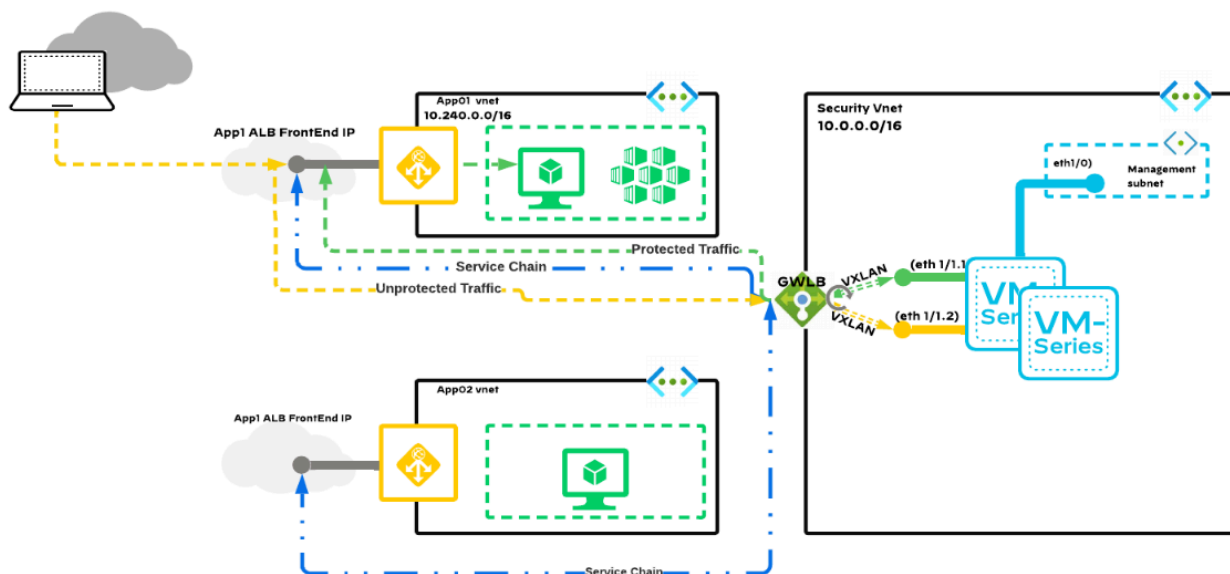 App01 vnet
10.240.0.0/16
App1 ALB FrontEnd IP
Security Vnet
10.0.0.0/16
eth1/0)
Management
subnet
Protected Traffic
Service Chain
Unprotected Traffic
GWLB
VXLAN
VXLAN
(eth 1/1.1
(eth 1/1.2)
VM
Seri
VM-
Series
App02 vnet
App1 ALB FrontEnd IP
Service Chain